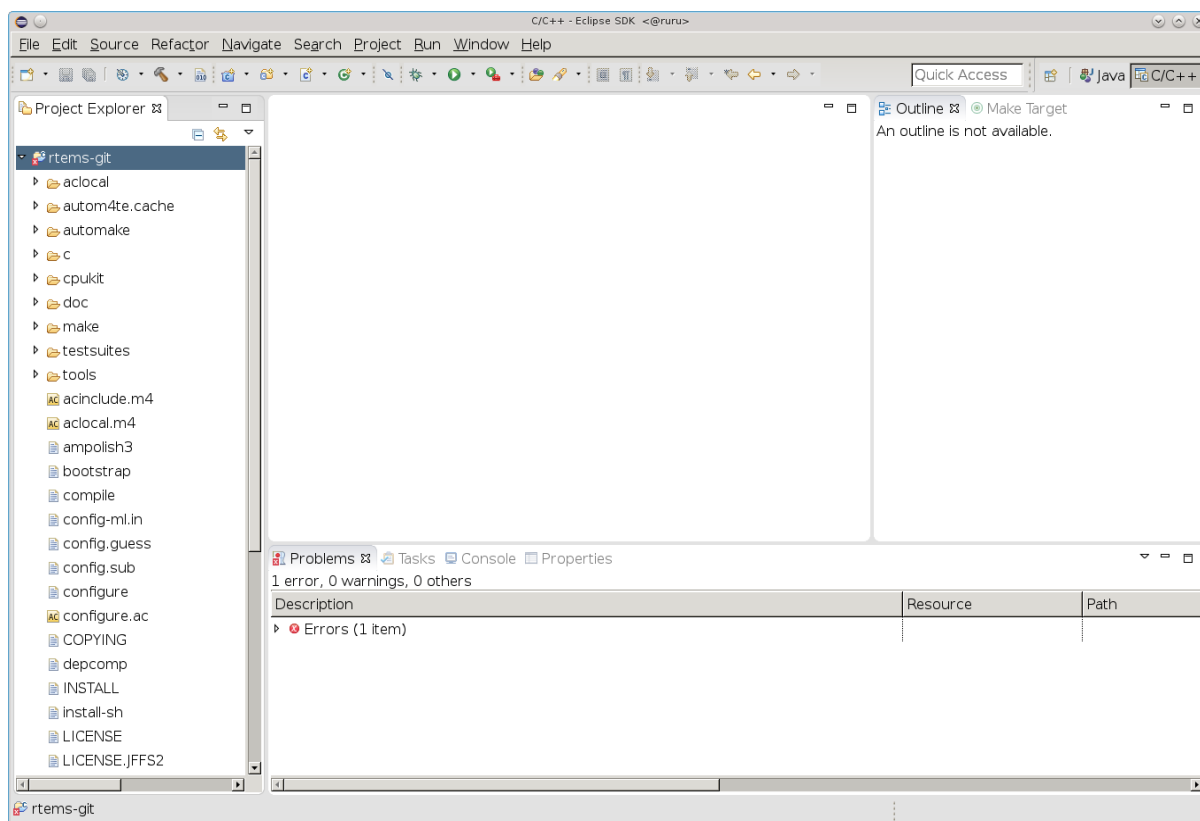 C/C++ - Eclipse SDK <@ruru>
File Edit Source Refactor Navigate Search Project Run Window Help
Quick Access Java C/C++
Project Explorer
Outline Make Target
An outline is not available.
rtems-git
aclocal
autom4te.cache
automake
c
cpukit
doc
make
testsuites
tools
acinclude.m4
aclocal.m4
ampolish3
bootstrap
compile
config-ml.in
config.guess
config.sub
configure
configure.ac
COPYING
depcomp
INSTALL
install-sh
LICENSE
LICENSE.JFFS2
Problems Tasks Console Properties
1 error, 0 warnings, 0 others
Description Resource Path
Errors (1 item)
rtems-git